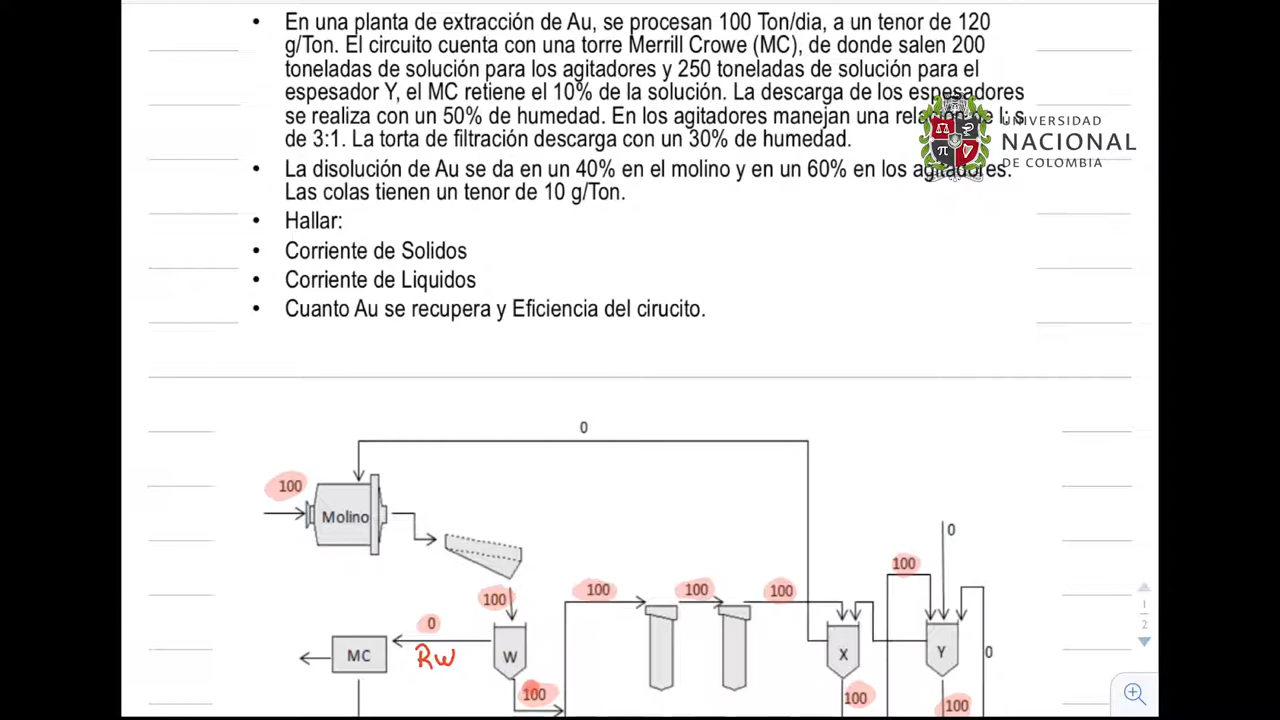 En una planta de extracción de Au, se procesan 100 Ton/dia, a un tenor de 120
g/Ton. El circuito cuenta con una torre Merrill Crowe (MC), de donde salen 200
toneladas de solución para los agitadores y 250 toneladas de solución para el
espesador Y, el MC retiene el 10% de la solución. La descarga de los espesadores
se realiza con un 50% de humedad. En los agitadores manejan una relación de l: s
de 3:1. La torta de filtración descarga con un 30% de humedad.
La disolución de Au se da en un 40% en el molino y en un 60% en los agitadores.
Las colas tienen un tenor de 10 g/Ton.
Hallar:
Corriente de Solidos
Corriente de Liquidos
Cuanto Au se recupera y Eficiencia del cirucito.
UNIVERSIDAD
NACIONAL
DE COLOMBIA
π
0
100
Molino
0
100
100
100
100
100
100
0
MC
Rw
W
X
Y
0
100
100
100
1
2